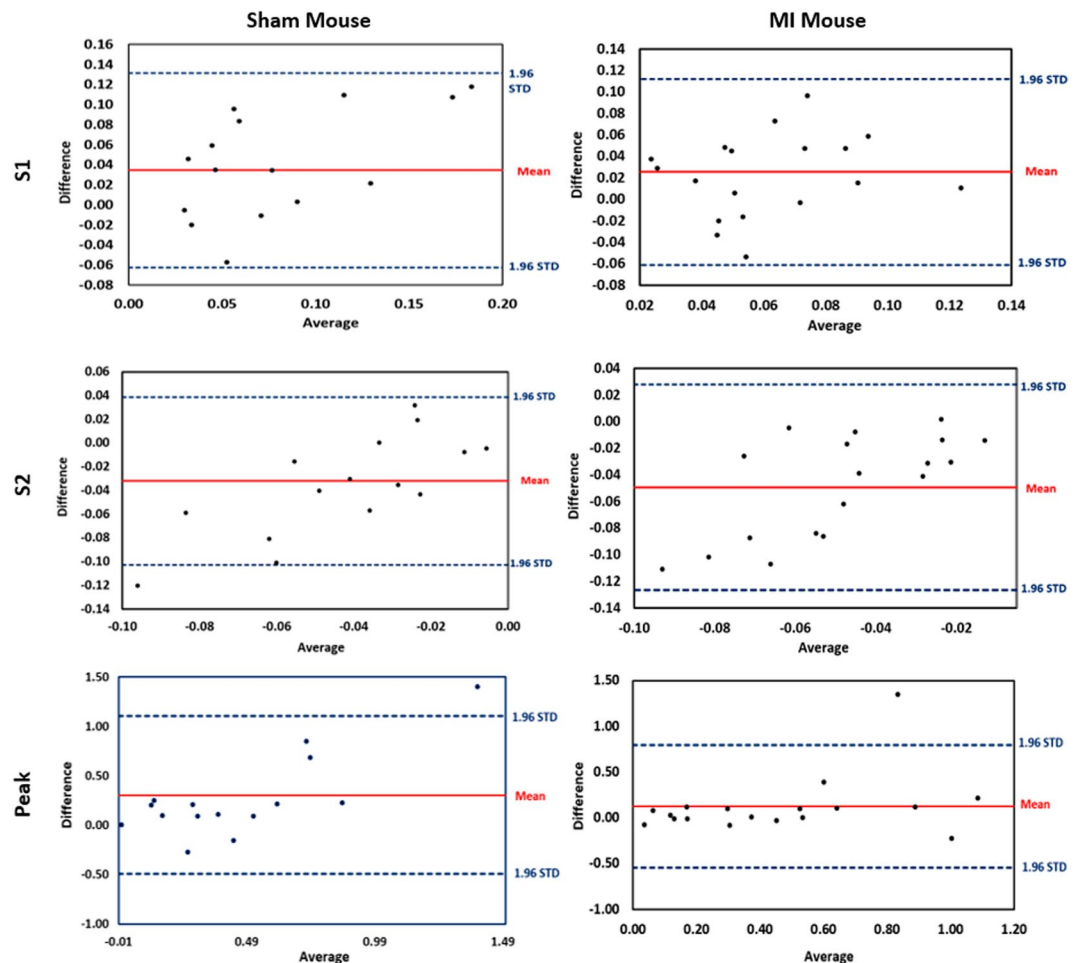 Sham Mouse
MI Mouse
S1
Difference
0.16
0.14
0.12
0.10
0.08
0.06
0.04
0.02
0.00
-0.02
-0.04
-0.06
-0.08
1.96
STD
Mean
1.96 STD
0.00
0.05
0.10
0.15
0.20
Average
Difference
0.14
0.12
0.10
0.08
0.06
0.04
0.02
0.00
-0.02
-0.04
-0.06
-0.08
1.96 STD
Mean
1.96 STD
0.02
0.04
0.06
0.08
0.10
0.12
0.14
Average
S2
Difference
0.06
0.04
0.02
0.00
-0.02
-0.04
-0.06
-0.08
-0.10
-0.12
-0.14
1.96 STD
Mean
1.96 STD
-0.10
-0.08
-0.06
-0.04
-0.02
0.00
Average
Difference
0.04
0.02
0.00
-0.02
-0.04
-0.06
-0.08
-0.10
-0.12
-0.14
1.96 STD
Mean
1.96 STD
-0.10
-0.08
-0.06
-0.04
-0.02
Average
Peak
Difference
1.50
1.00
0.50
0.00
-0.50
-1.00
1.96 STD
Mean
1.96 STD
-0.01
0.49
0.99
1.49
Average
Difference
1.50
1.00
0.50
0.00
-0.50
-1.00
1.96 STD
Mean
1.96 STD
0.00
0.20
0.40
0.60
0.80
1.00
1.20
Average